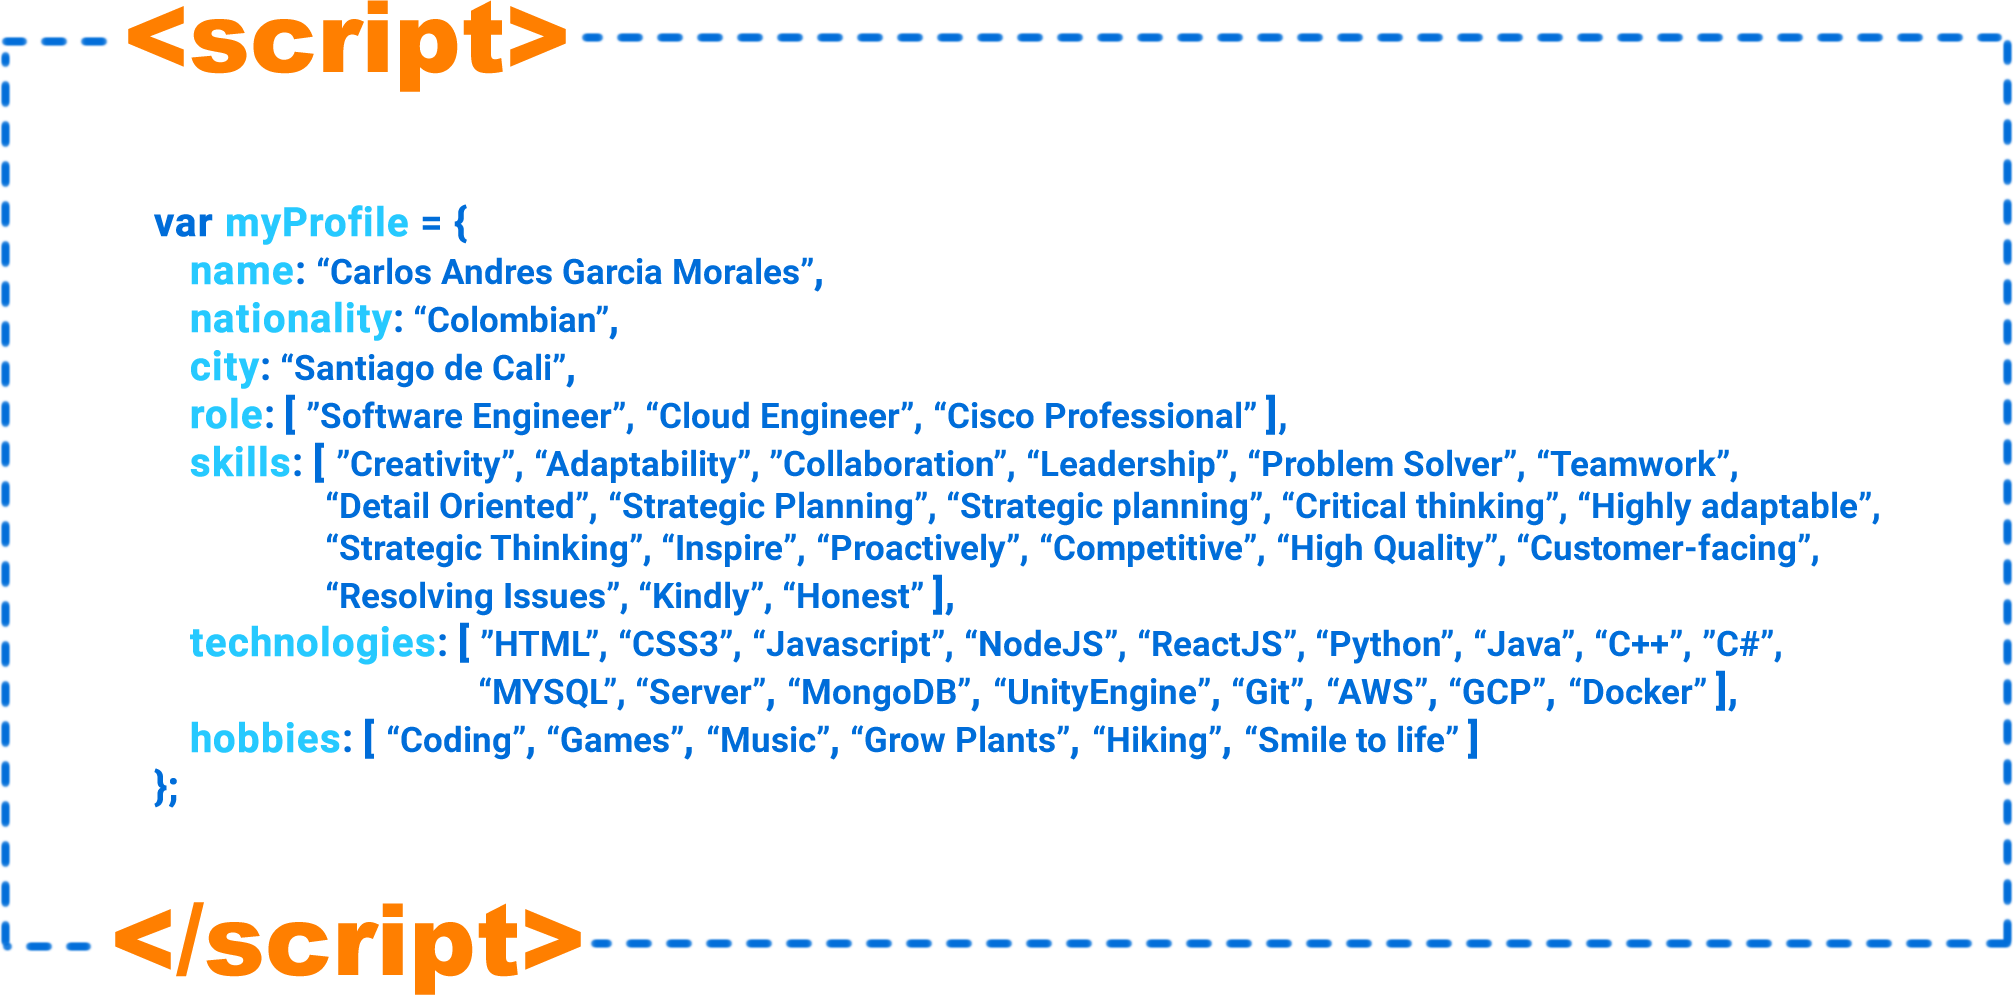 <script>
var myProfile = {
name: “Carlos Andres Garcia Morales”,
nationality: “Colombian”,
city: “Santiago de Cali”,
role: [ ”Software Engineer”, “Cloud Engineer”, “Cisco Professional” ],
skills: [ ”Creativity”, “Adaptability”, ”Collaboration”, “Leadership”, “Problem Solver”, “Teamwork”,
“Detail Oriented”, “Strategic Planning”, “Strategic planning”, “Critical thinking”, “Highly adaptable”,
“Strategic Thinking”, “Inspire”, “Proactively”, “Competitive”, “High Quality”, “Customer-facing”,
“Resolving Issues”, “Kindly”, “Honest” ],
technologies: [ ”HTML”, “CSS3”, “Javascript”, “NodeJS”, “ReactJS”, “Python”, “Java”, “C++”, ”C#”,
“MYSQL”, “Server”, “MongoDB”, “UnityEngine”, “Git”, “AWS”, “GCP”, “Docker” ],
hobbies: [ “Coding”, “Games”, “Music”, “Grow Plants”, “Hiking”, “Smile to life” ]
};
</script>